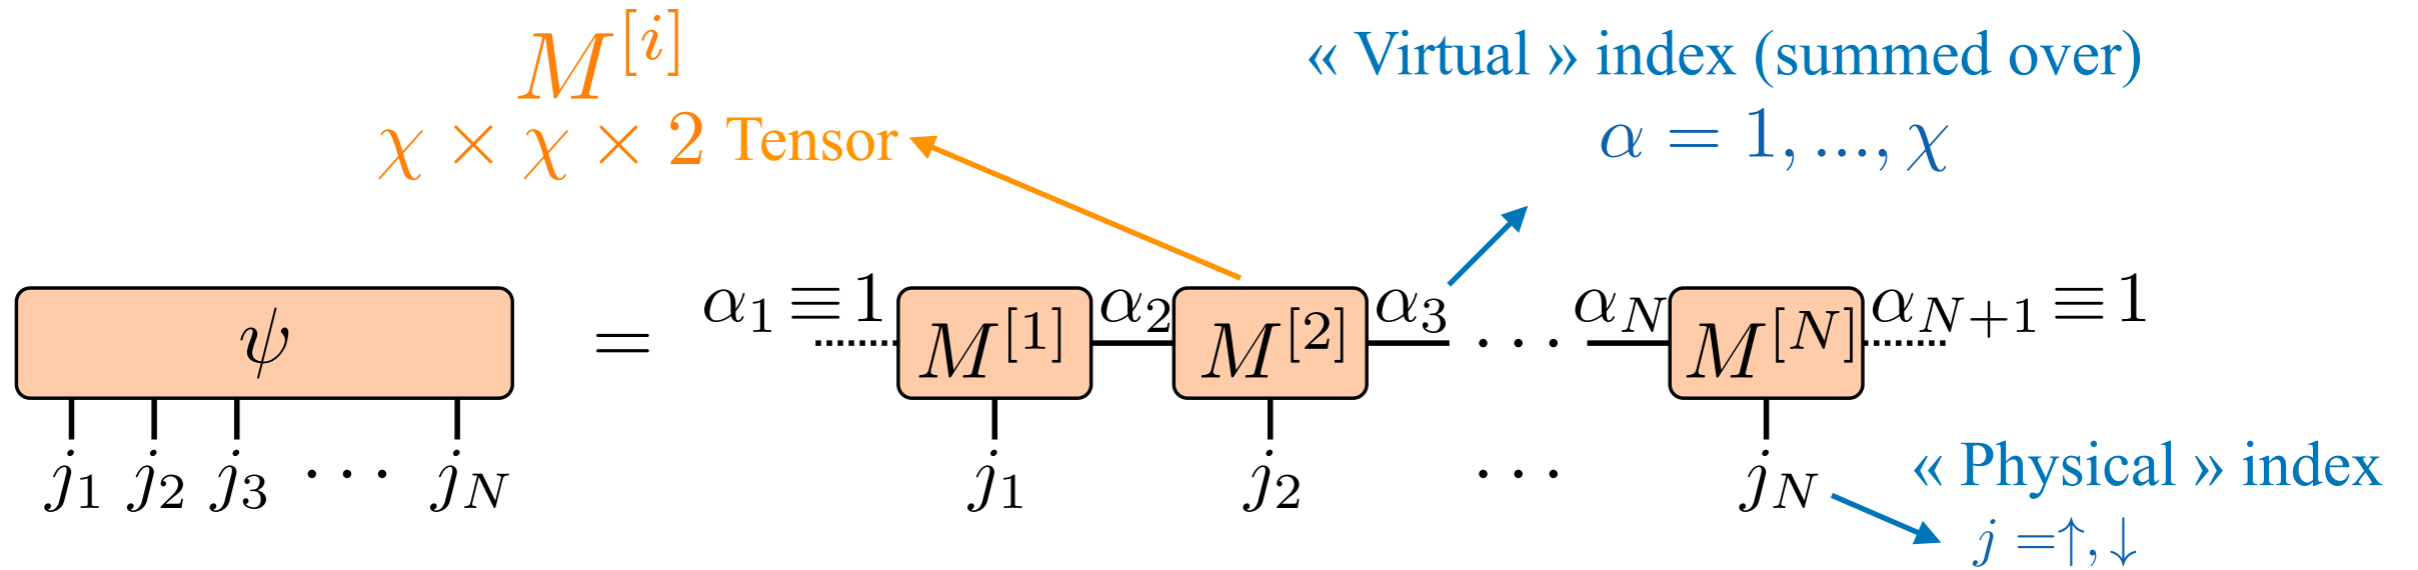 M^{[i]}
χ × χ × 2 Tensor
« Virtual » index (summed over)
α = 1, ..., χ
ψ
j_1 j_2 j_3 ··· j_N
=
α_1 ≡ 1 M^{[1]} α_2 M^{[2]} α_3 ··· α_N M^{[N]} α_{N+1} ≡ 1
j_1 j_2 ··· j_N
« Physical » index
j =↑,↓